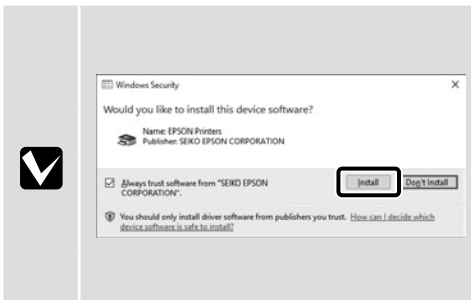 Windows Security
Would you like to install this device software?
Name: EPSON Printers
Publisher: SEIKO EPSON CORPORATION
Always trust software from "SEIKO EPSON
CORPORATION".
Install
Don't Install
You should only install driver software from publishers you trust. How can I decide which
device software is safe to install?